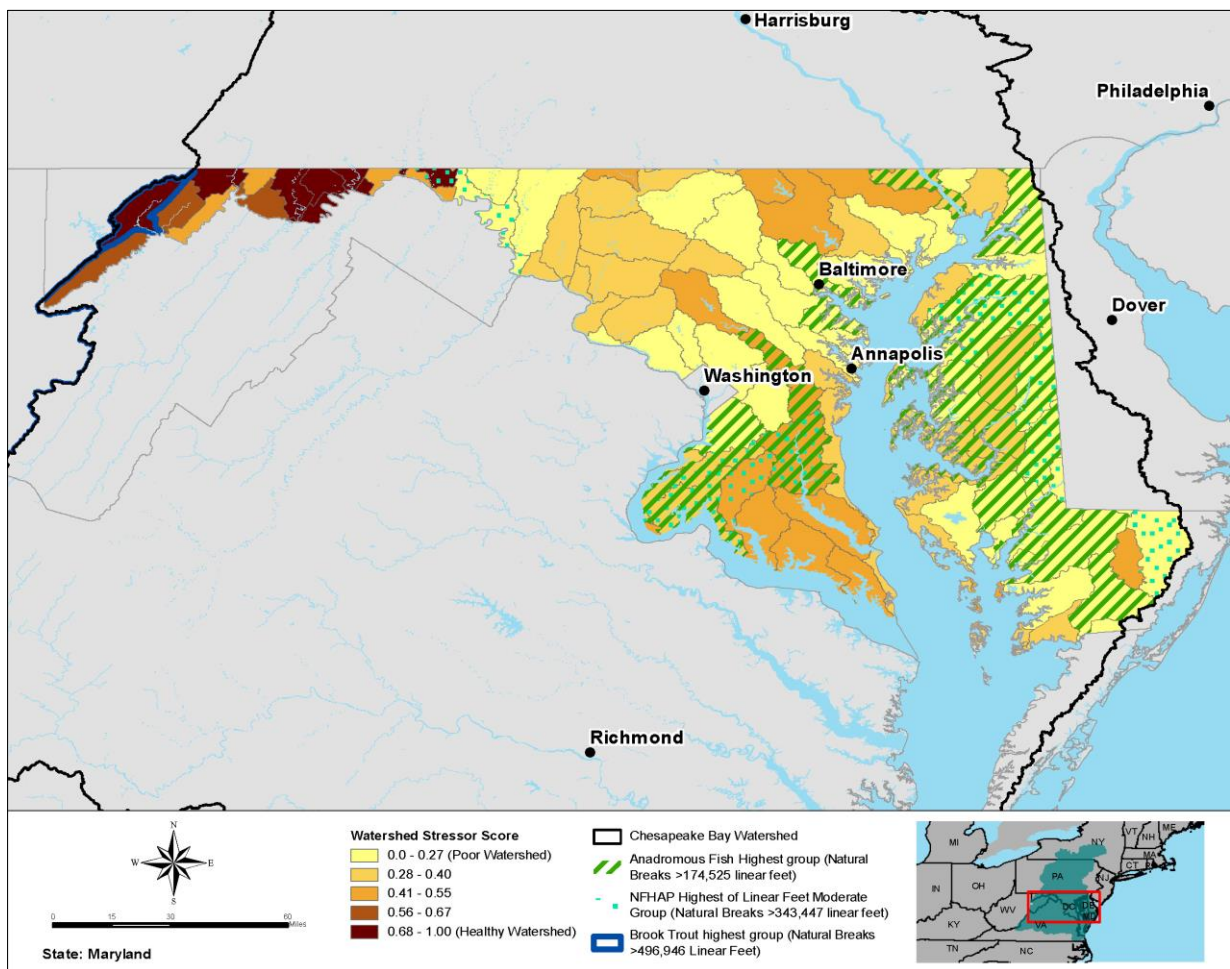 Harrisburg
Philadelphia
Baltimore
Dover
Annapolis
Washington
Richmond
N
W E
S
0 15 30 60
Miles
State: Maryland
Watershed Stressor Score
0.0 - 0.27 (Poor Watershed)
0.28 - 0.40
0.41 - 0.55
0.56 - 0.67
0.68 - 1.00 (Healthy Watershed)
Chesapeake Bay Watershed
Anadromous Fish Highest group (Natural
Breaks >174,525 linear feet)
NFHAP Highest of Linear Feet Moderate
Group (Natural Breaks >343,447 linear feet)
Brook Trout highest group (Natural Breaks
>496,946 Linear Feet)
MI
NY
VT
NH
ME
MA
CT
PA
NJ
IN
OH
WV
DC
DE
KY
VA
TN
NC